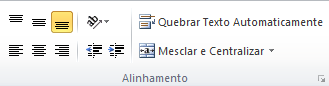 Quebrar Texto Automaticamente
Mesclar e Centralizar
Alinhamento